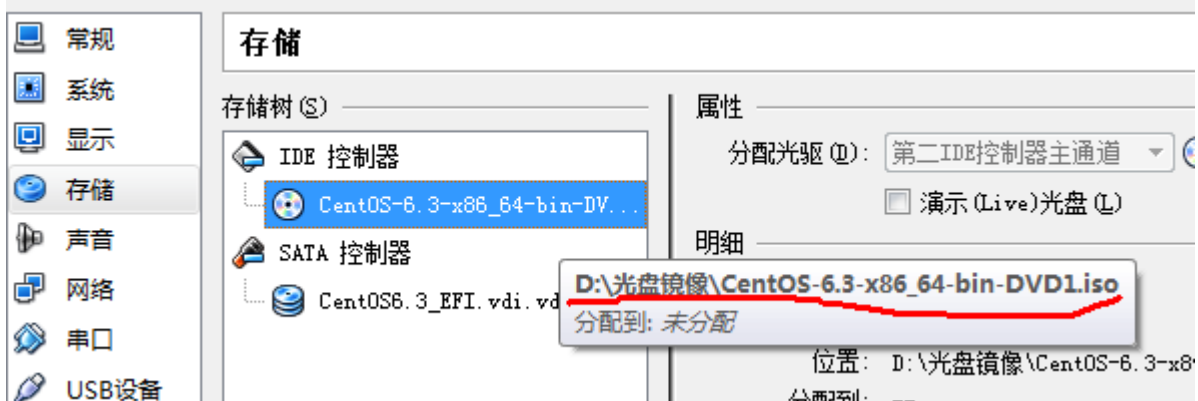 常规
系统
显示
存储
声音
网络
串口
USB设备
存储
存储树(S)
IDE 控制器
CentOS-6.3-x86_64-bin-DV...
SATA 控制器
CentOS6.3_EFI.vdi.vd
属性
分配光驱(D): 第二IDE控制器主通道
演示(Live)光盘(L)
明细
D:\光盘镜像\CentOS-6.3-x86_64-bin-DVD1.iso
分配到: 未分配
位置: D:\光盘镜像\CentOS-6.3-x8
分配到: